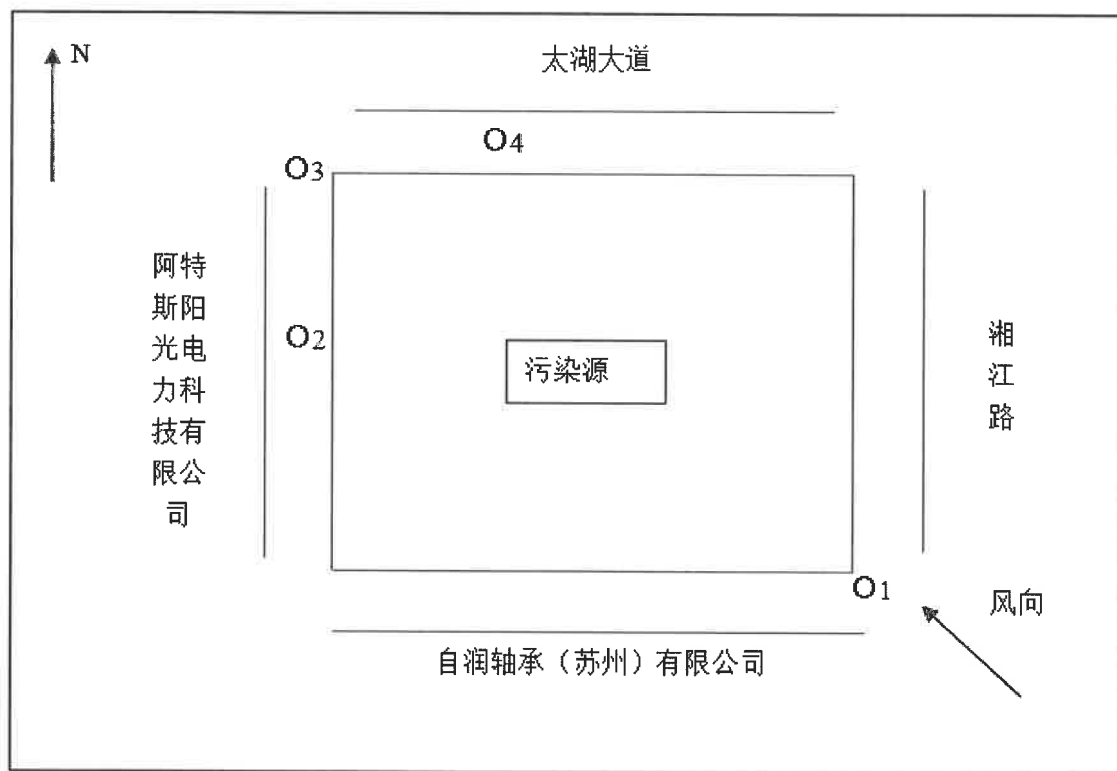 N
太湖大道
O4
O3
阿特
斯阳
光电
力科
技有
限公
司
O2
污染源
湘
江
路
O1
风向
自润轴承（苏州）有限公司